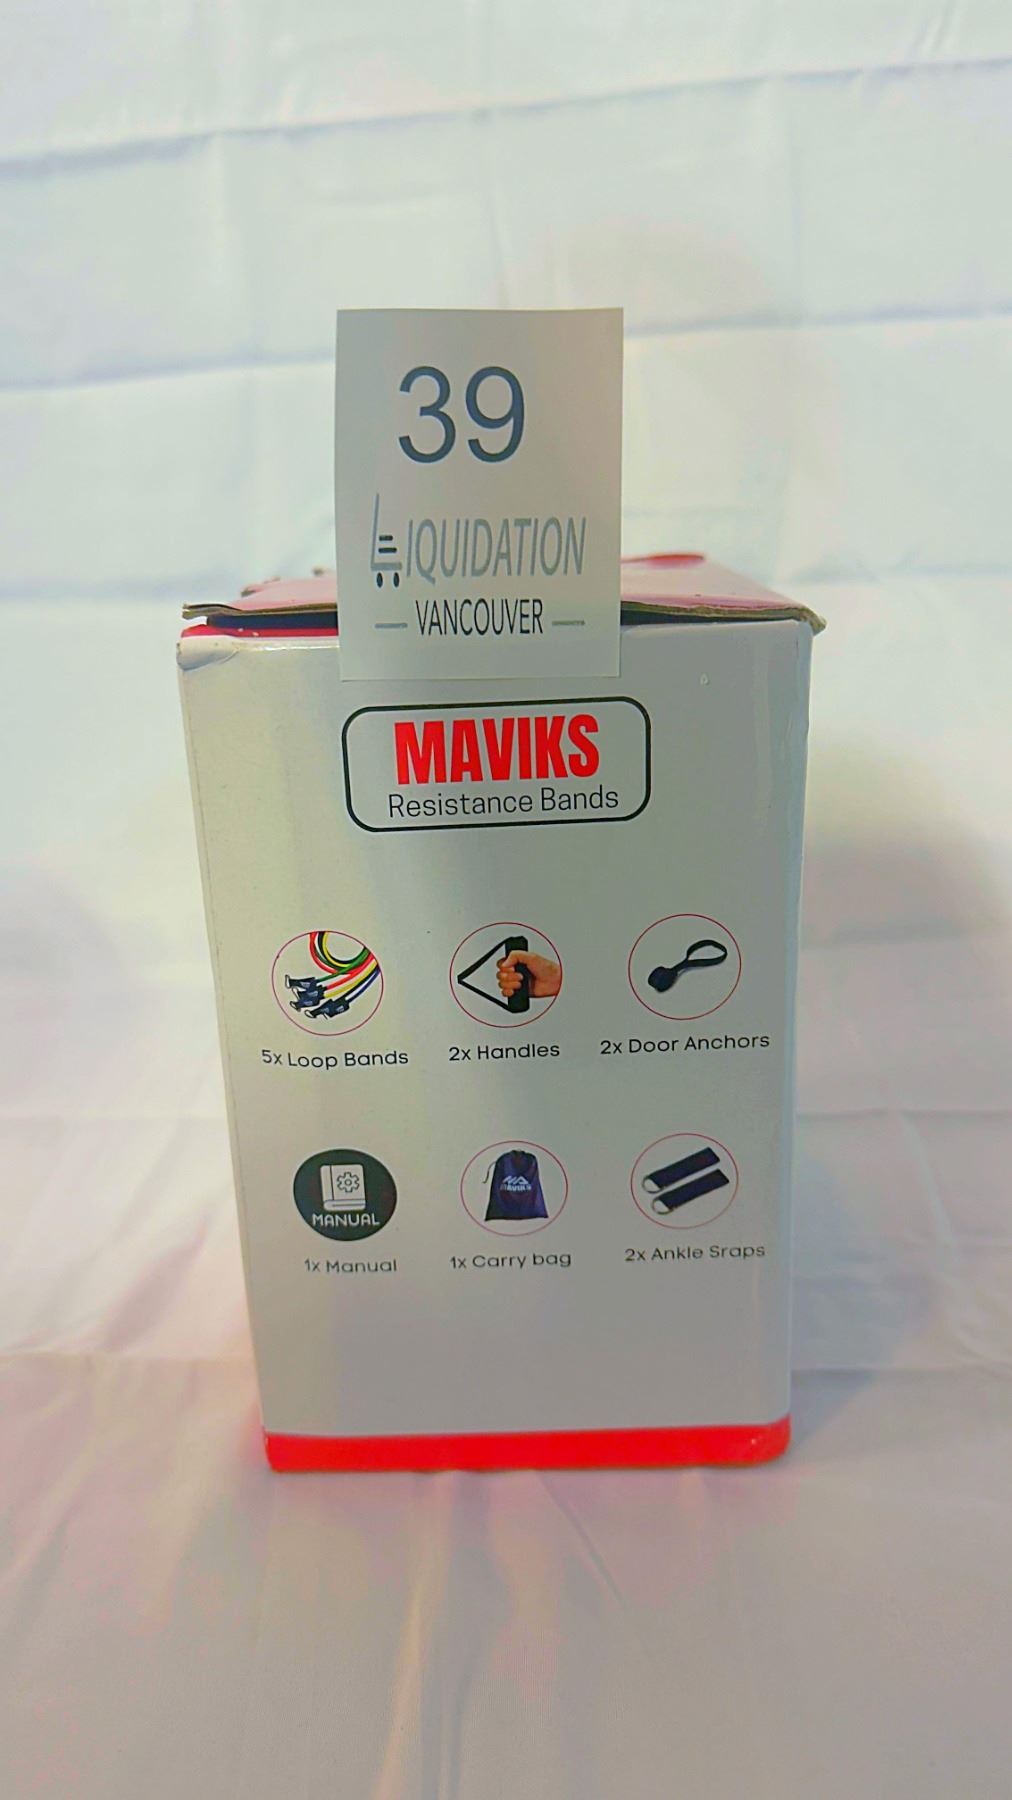 39
LIQUIDATION
VANCOUVER
MAVIKS
Resistance Bands
5x Loop Bands
2x Handles
2x Door Anchors
MANUAL
MAVIKS
1x Manual
1x Carry bag
2x Ankle Sraps